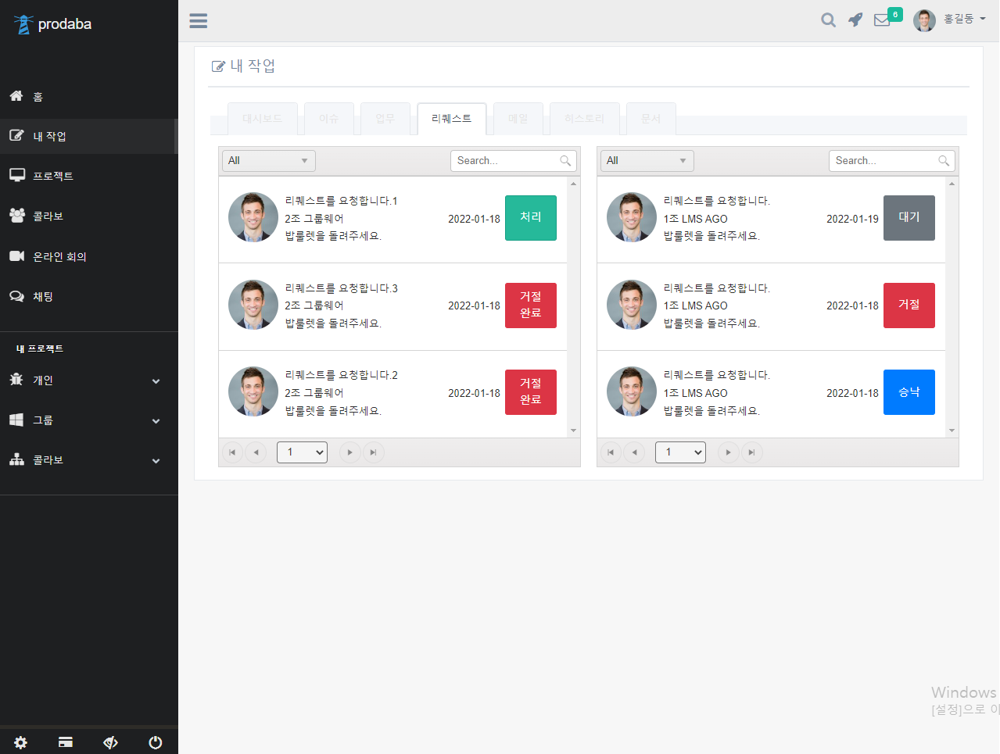 prodaba
6
홍길동
홈
내 작업
프로젝트
콜라보
온라인 회의
채팅
내 프로젝트
개인
그룹
콜라보
내 작업
대시보드 이슈 업무 리퀘스트 메일 히스토리 문서
All Search...
리퀘스트를 요청합니다.1
2조 그룹웨어 2022-01-18 처리
밥룰렛을 돌려주세요.
리퀘스트를 요청합니다.3
2조 그룹웨어 2022-01-18 거절 완료
밥룰렛을 돌려주세요.
리퀘스트를 요청합니다.2
2조 그룹웨어 2022-01-18 거절 완료
밥룰렛을 돌려주세요.
1
All Search...
리퀘스트를 요청합니다.
1조 LMS AGO 2022-01-19 대기
밥룰렛을 돌려주세요.
리퀘스트를 요청합니다.
1조 LMS AGO 2022-01-18 거절
밥룰렛을 돌려주세요.
리퀘스트를 요청합니다.
1조 LMS AGO 2022-01-18 승낙
밥룰렛을 돌려주세요.
1
Windows
[설정]으로 이